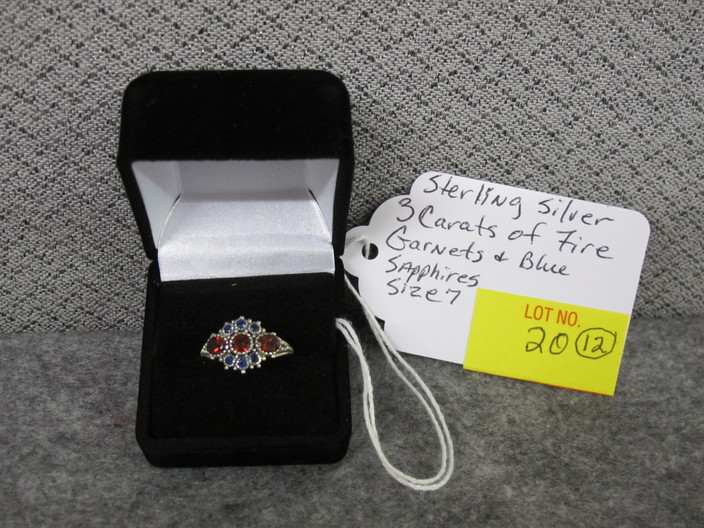 Sterling Silver
3 Carats of Fire
Garnets & Blue
Sapphires
Size 7
LOT NO.
20 12